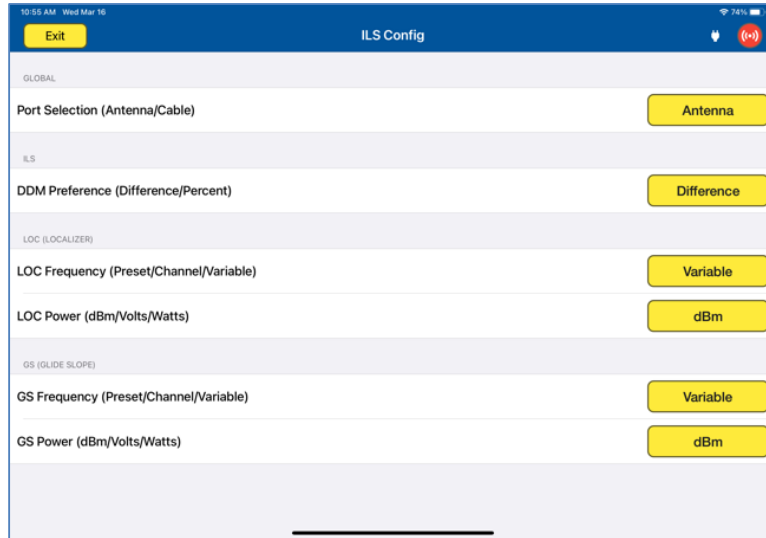 10:55 AM Wed Mar 16 74%
Exit ILS Config
GLOBAL
Port Selection (Antenna/Cable) Antenna
ILS
DDM Preference (Difference/Percent) Difference
LOC (LOCALIZER)
LOC Frequency (Preset/Channel/Variable) Variable
LOC Power (dBm/Volts/Watts) dBm
GS (GLIDE SLOPE)
GS Frequency (Preset/Channel/Variable) Variable
GS Power (dBm/Volts/Watts) dBm